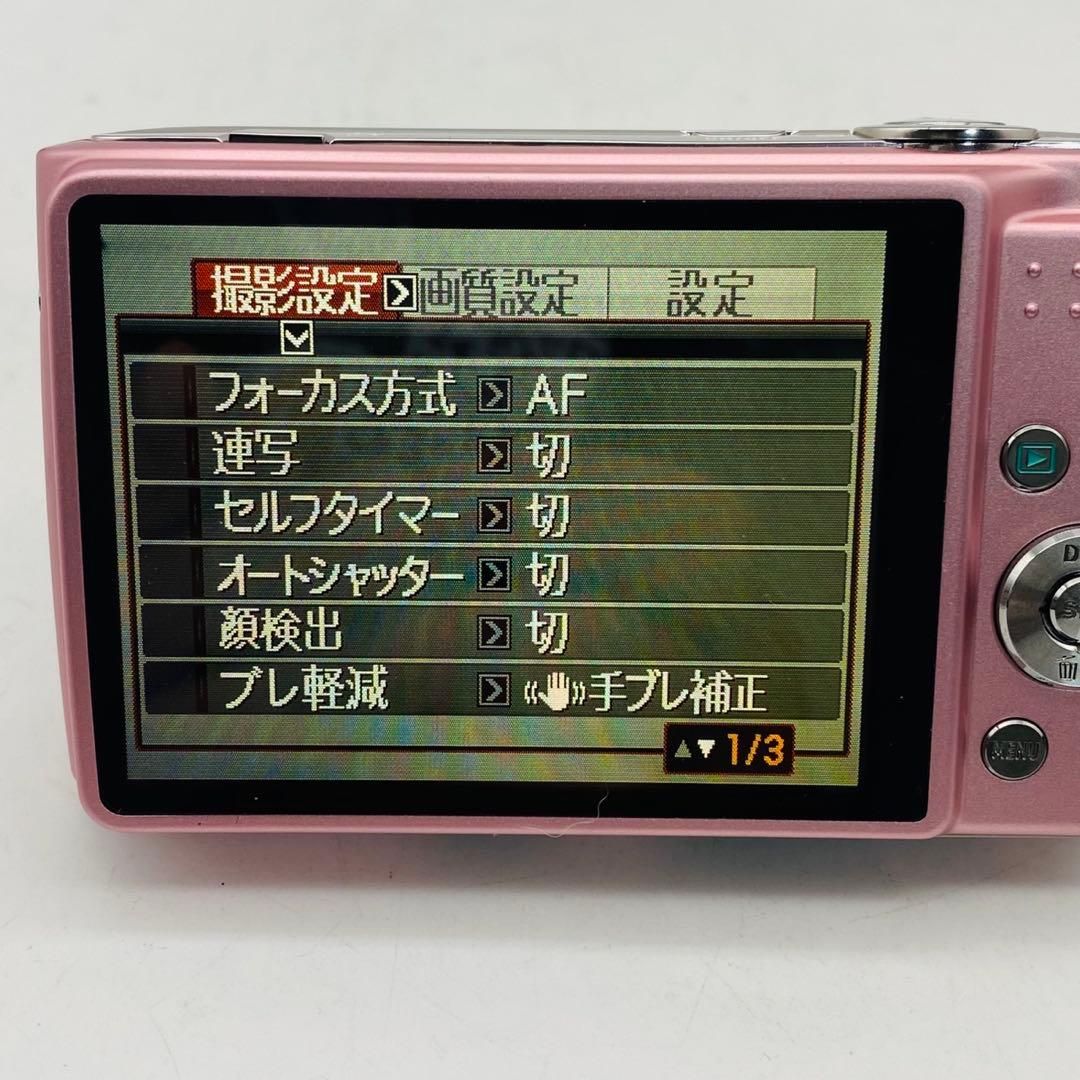 撮影設定 画質設定 設定
フォーカス方式 AF
連写 切
セルフタイマー 切
オートシャッター 切
顔検出 切
ブレ軽減 手ブレ補正
▲▼ 1/3
MENU